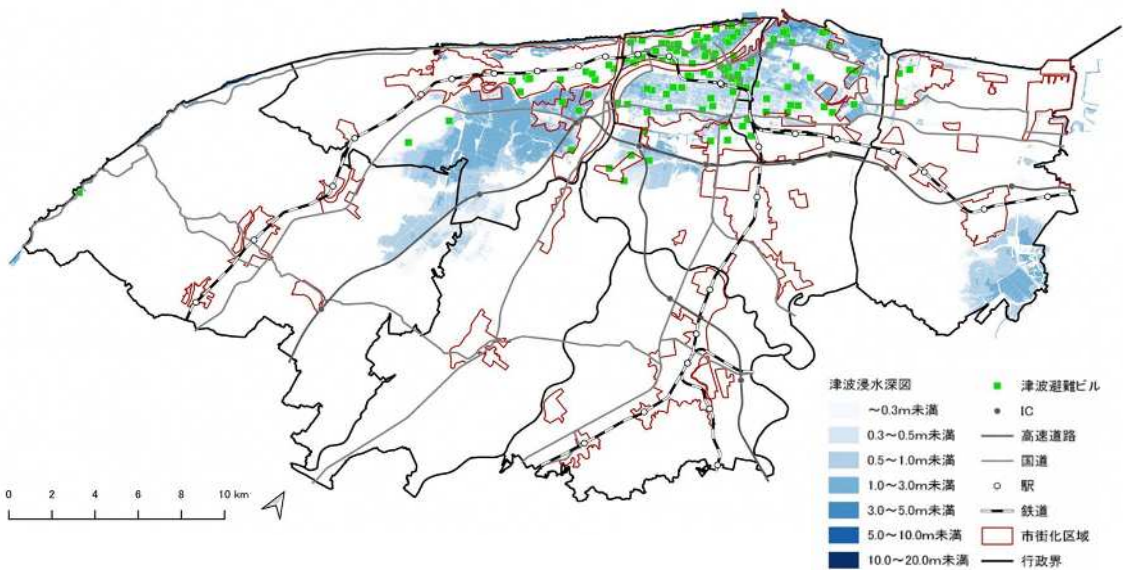 津波浸水深図
～0.3m未満
0.3～0.5m未満
0.5～1.0m未満
1.0～3.0m未満
3.0～5.0m未満
5.0～10.0m未満
10.0～20.0m未満
津波避難ビル
IC
高速道路
国道
駅
鉄道
市街化区域
行政界
0 2 4 6 8 10 km